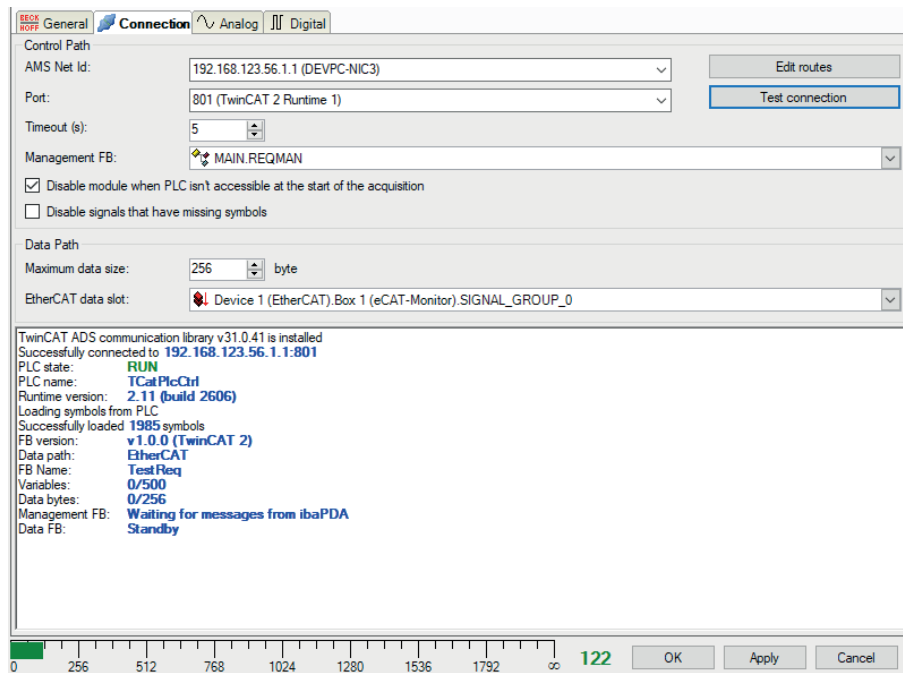 BECK HOFF General Connection Analog Digital
Control Path
AMS Net Id: 192.168.123.56.1.1 (DEVPC-NIC3) Edit routes
Port: 801 (TwinCAT 2 Runtime 1) Test connection
Timeout (s): 5
Management FB: MAIN.REQMAN
Disable module when PLC isn't accessible at the start of the acquisition
Disable signals that have missing symbols
Data Path
Maximum data size: 256 byte
EtherCAT data slot: Device 1 (EtherCAT).Box 1 (eCAT-Monitor).SIGNAL_GROUP_0
TwinCAT ADS communication library v31.0.41 is installed
Successfully connected to 192.168.123.56.1.1:801
PLC state: RUN
PLC name: TCatPlcCtrl
Runtime version: 2.11 (build 2606)
Loading symbols from PLC
Successfully loaded 1985 symbols
FB version: v1.0.0 (TwinCAT 2)
Data path: EtherCAT
FB Name: TestReq
Variables: 0/500
Data bytes: 0/256
Management FB: Waiting for messages from ibaPDA
Data FB: Standby
0 256 512 768 1024 1280 1536 1792 ∞ 122 OK Apply Cancel